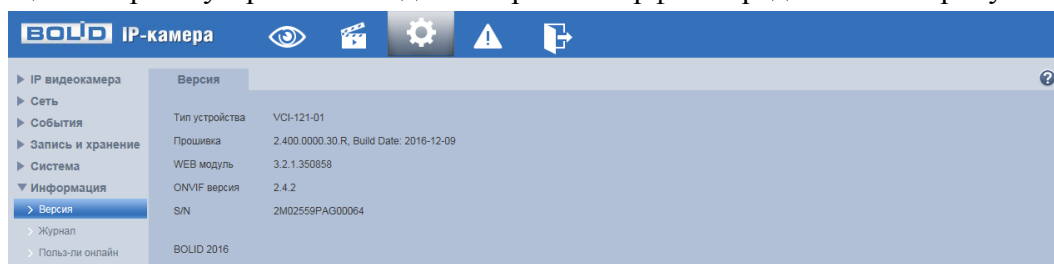 BOLID IP-камера
IP видеокамера
Сеть
События
Запись и хранение
Система
Информация
Версия
Журнал
Польз-ли онлайн
Версия
Тип устройства VCI-121-01
Прошивка 2.400.0000.30.R, Build Date: 2016-12-09
WEB модуль 3.2.1.350858
ONVIF версия 2.4.2
S/N 2M02559PAG00064
BOLID 2016